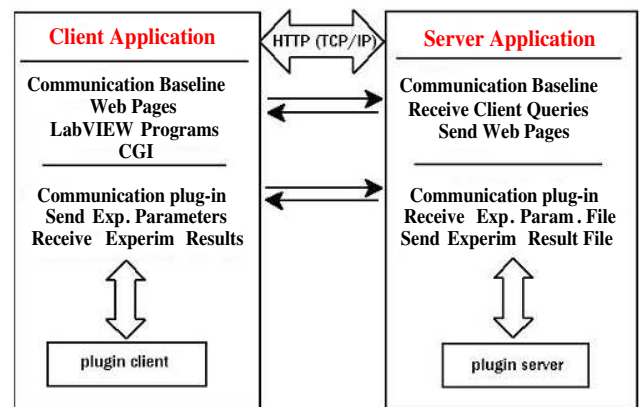 Client Application
Communication Baseline
Web Pages
LabVIEW Programs
CGI
Communication plug-in
Send Exp. Parameters
Receive Experim Results
plugin client
HTTP (TCP/IP)
Server Application
Communication Baseline
Receive Client Queries
Send Web Pages
Communication plug-in
Receive Exp. Param . File
Send Experim Result File
plugin server